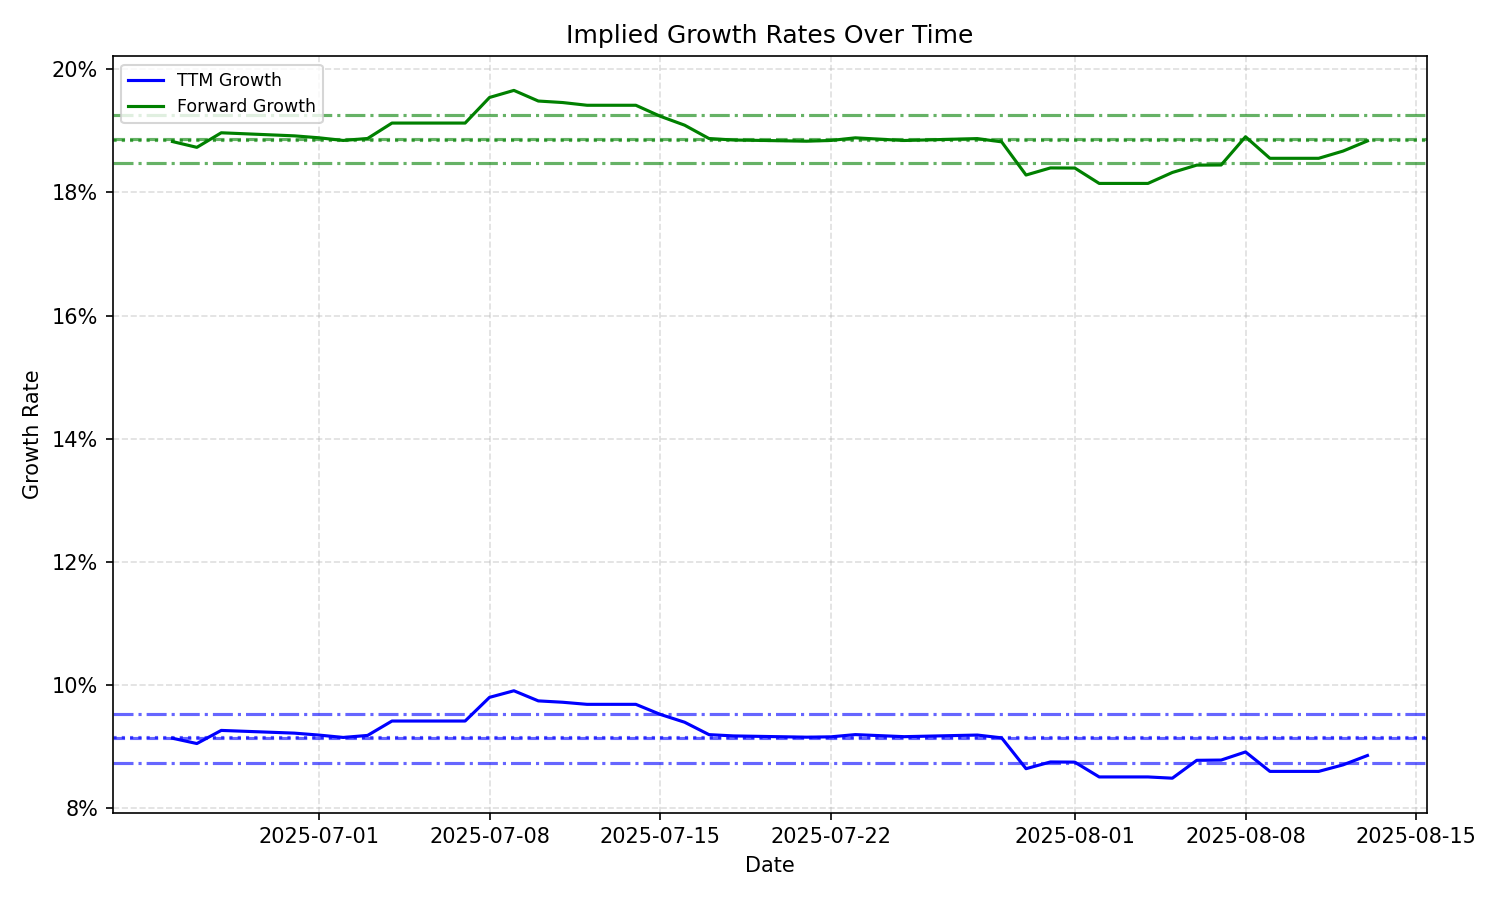 Implied Growth Rates Over Time
TTM Growth
Forward Growth
20%
18%
16%
14%
12%
10%
8%
Growth Rate
2025-07-01
2025-07-08
2025-07-15
2025-07-22
2025-08-01
2025-08-08
2025-08-15
Date